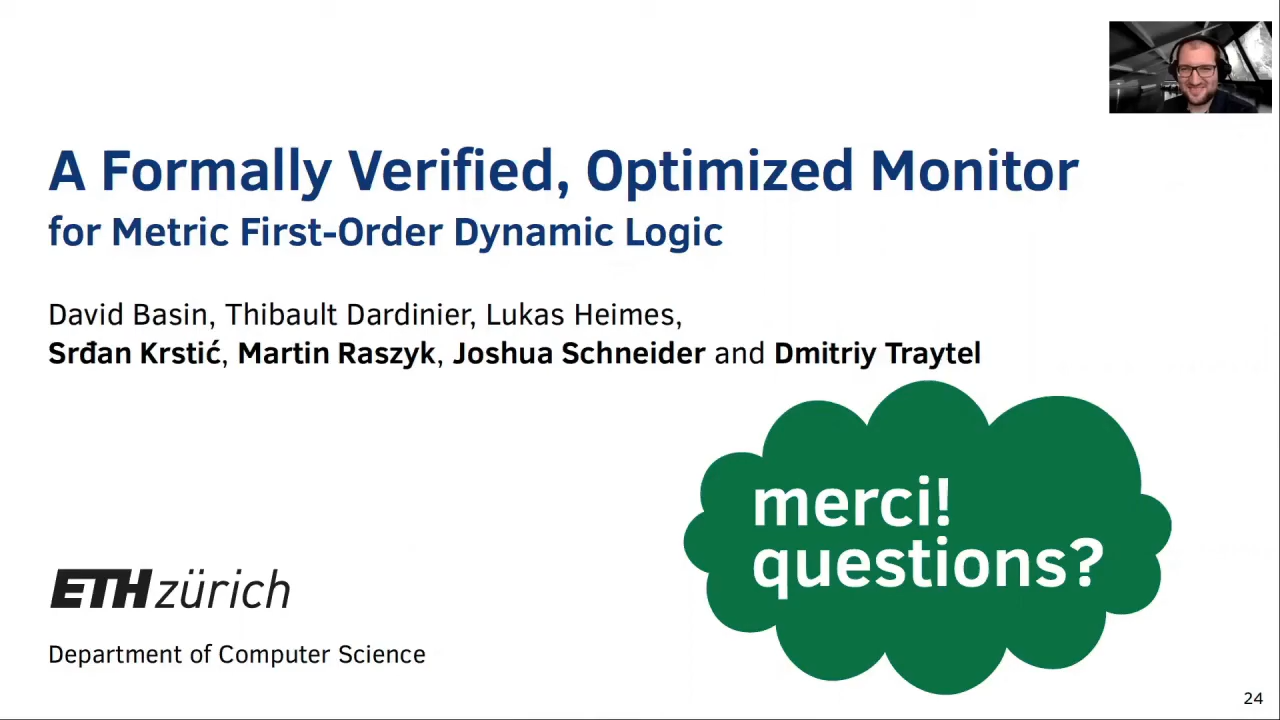 A Formally Verified, Optimized Monitor
for Metric First-Order Dynamic Logic
David Basin, Thibault Dardinier, Lukas Heimes,
Srđan Krstić, Martin Raszyk, Joshua Schneider and Dmitriy Traytel
merci!
questions?
ETH zürich
Department of Computer Science
24